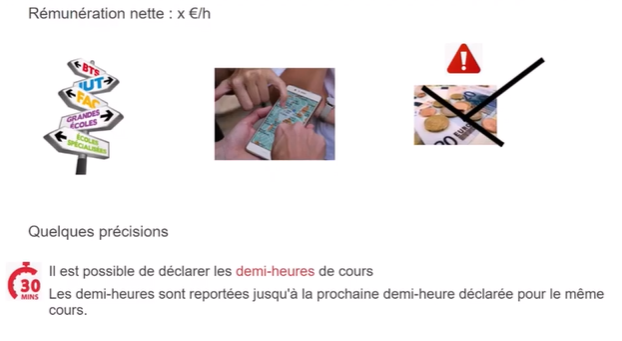 Rémunération nette : x €/h
BTS
IUT
FAC
GRANDES
ÉCOLES
ÉCOLES
SPÉCIALISÉES
20 EURO
Quelques précisions
Il est possible de déclarer les demi-heures de cours
30
MINS
Les demi-heures sont reportées jusqu'à la prochaine demi-heure déclarée pour le même
cours.